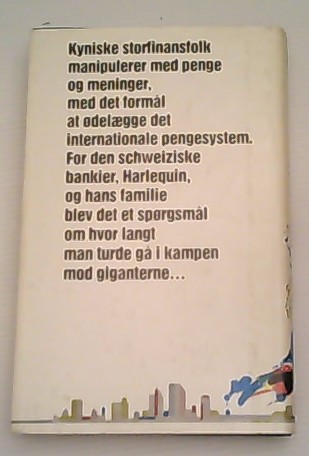 Kyniske storfinansfolk
manipulerer med penge
og meninger,
med det formål
at ødelægge det
internationale pengesystem.
For den schweiziske
bankier, Harlequin,
og hans familie
blev det et spørgsmål
om hvor langt
man turde gå i kampen
mod giganterne...